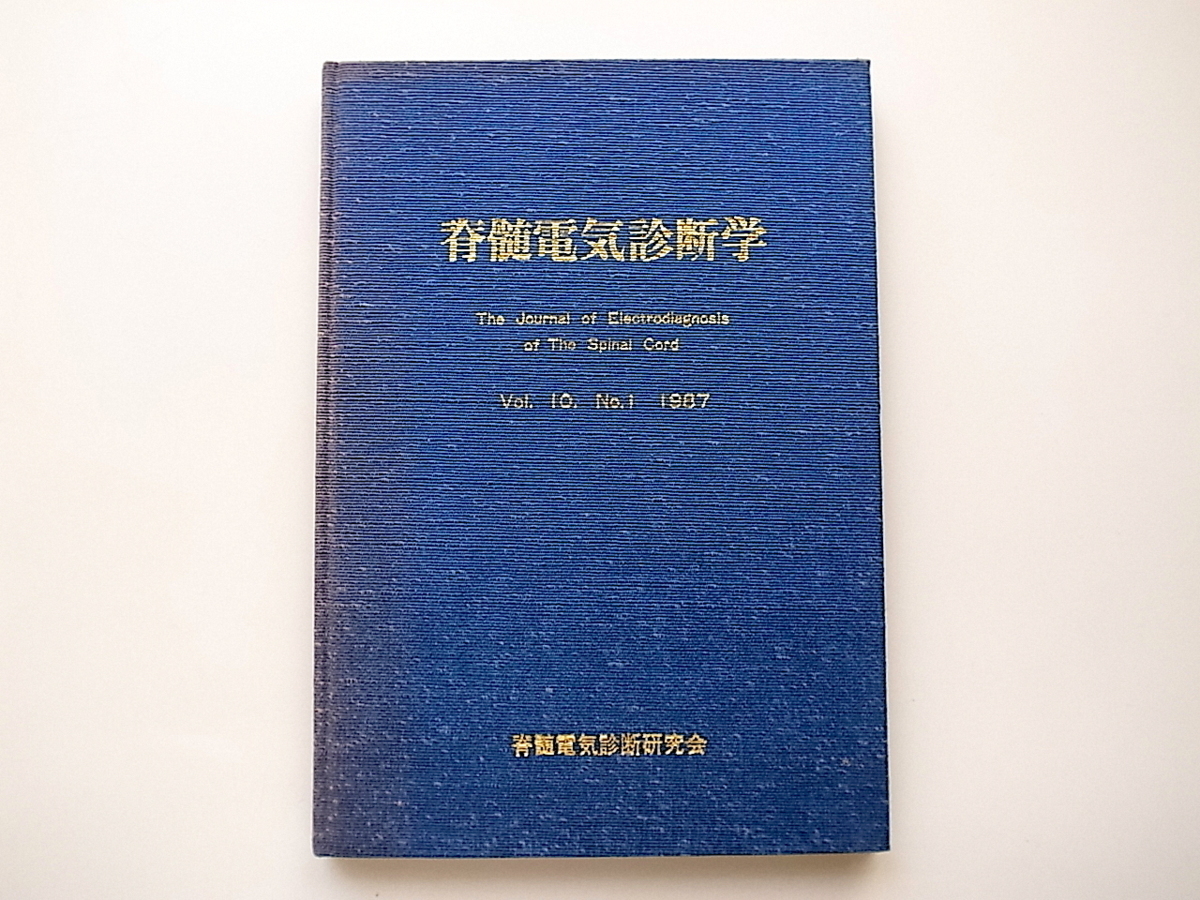 脊髄電気診断学
The Journal of Electrodiagnosis
of The Spinal Cord
Vol. 10. No.1 1987
脊髄電気診断研究会